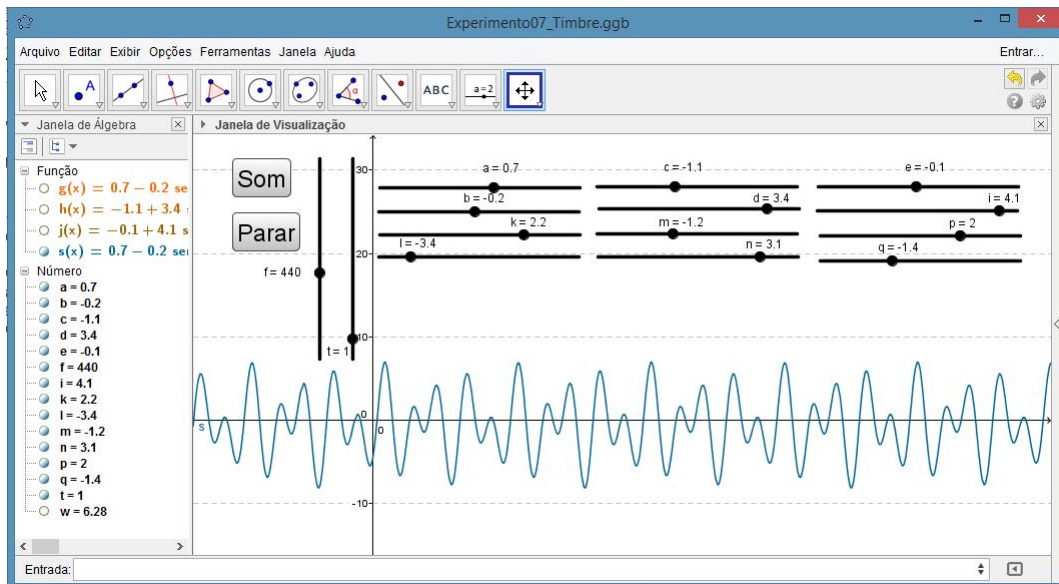 Experimento07_Timbre.ggb
Arquivo Editar Exibir Opções Ferramentas Janela Ajuda
Entrar...
A
α
ABC
a=2
Janela de Álgebra
Janela de Visualização
Função
g(x) = 0.7 − 0.2 se
h(x) = −1.1 + 3.4
j(x) = −0.1 + 4.1 s
s(x) = 0.7 − 0.2 se
Número
a = 0.7
b = -0.2
c = -1.1
d = 3.4
e = -0.1
f = 440
i = 4.1
k = 2.2
l = -3.4
m = -1.2
n = 3.1
p = 2
q = -1.4
t = 1
w = 6.28
Som
Parar
f = 440
t = 1
30
20
10
0
0
-10
s
a = 0.7
b = -0.2
k = 2.2
l = -3.4
c = -1.1
d = 3.4
m = -1.2
n = 3.1
e = -0.1
i = 4.1
p = 2
q = -1.4
Entrada: